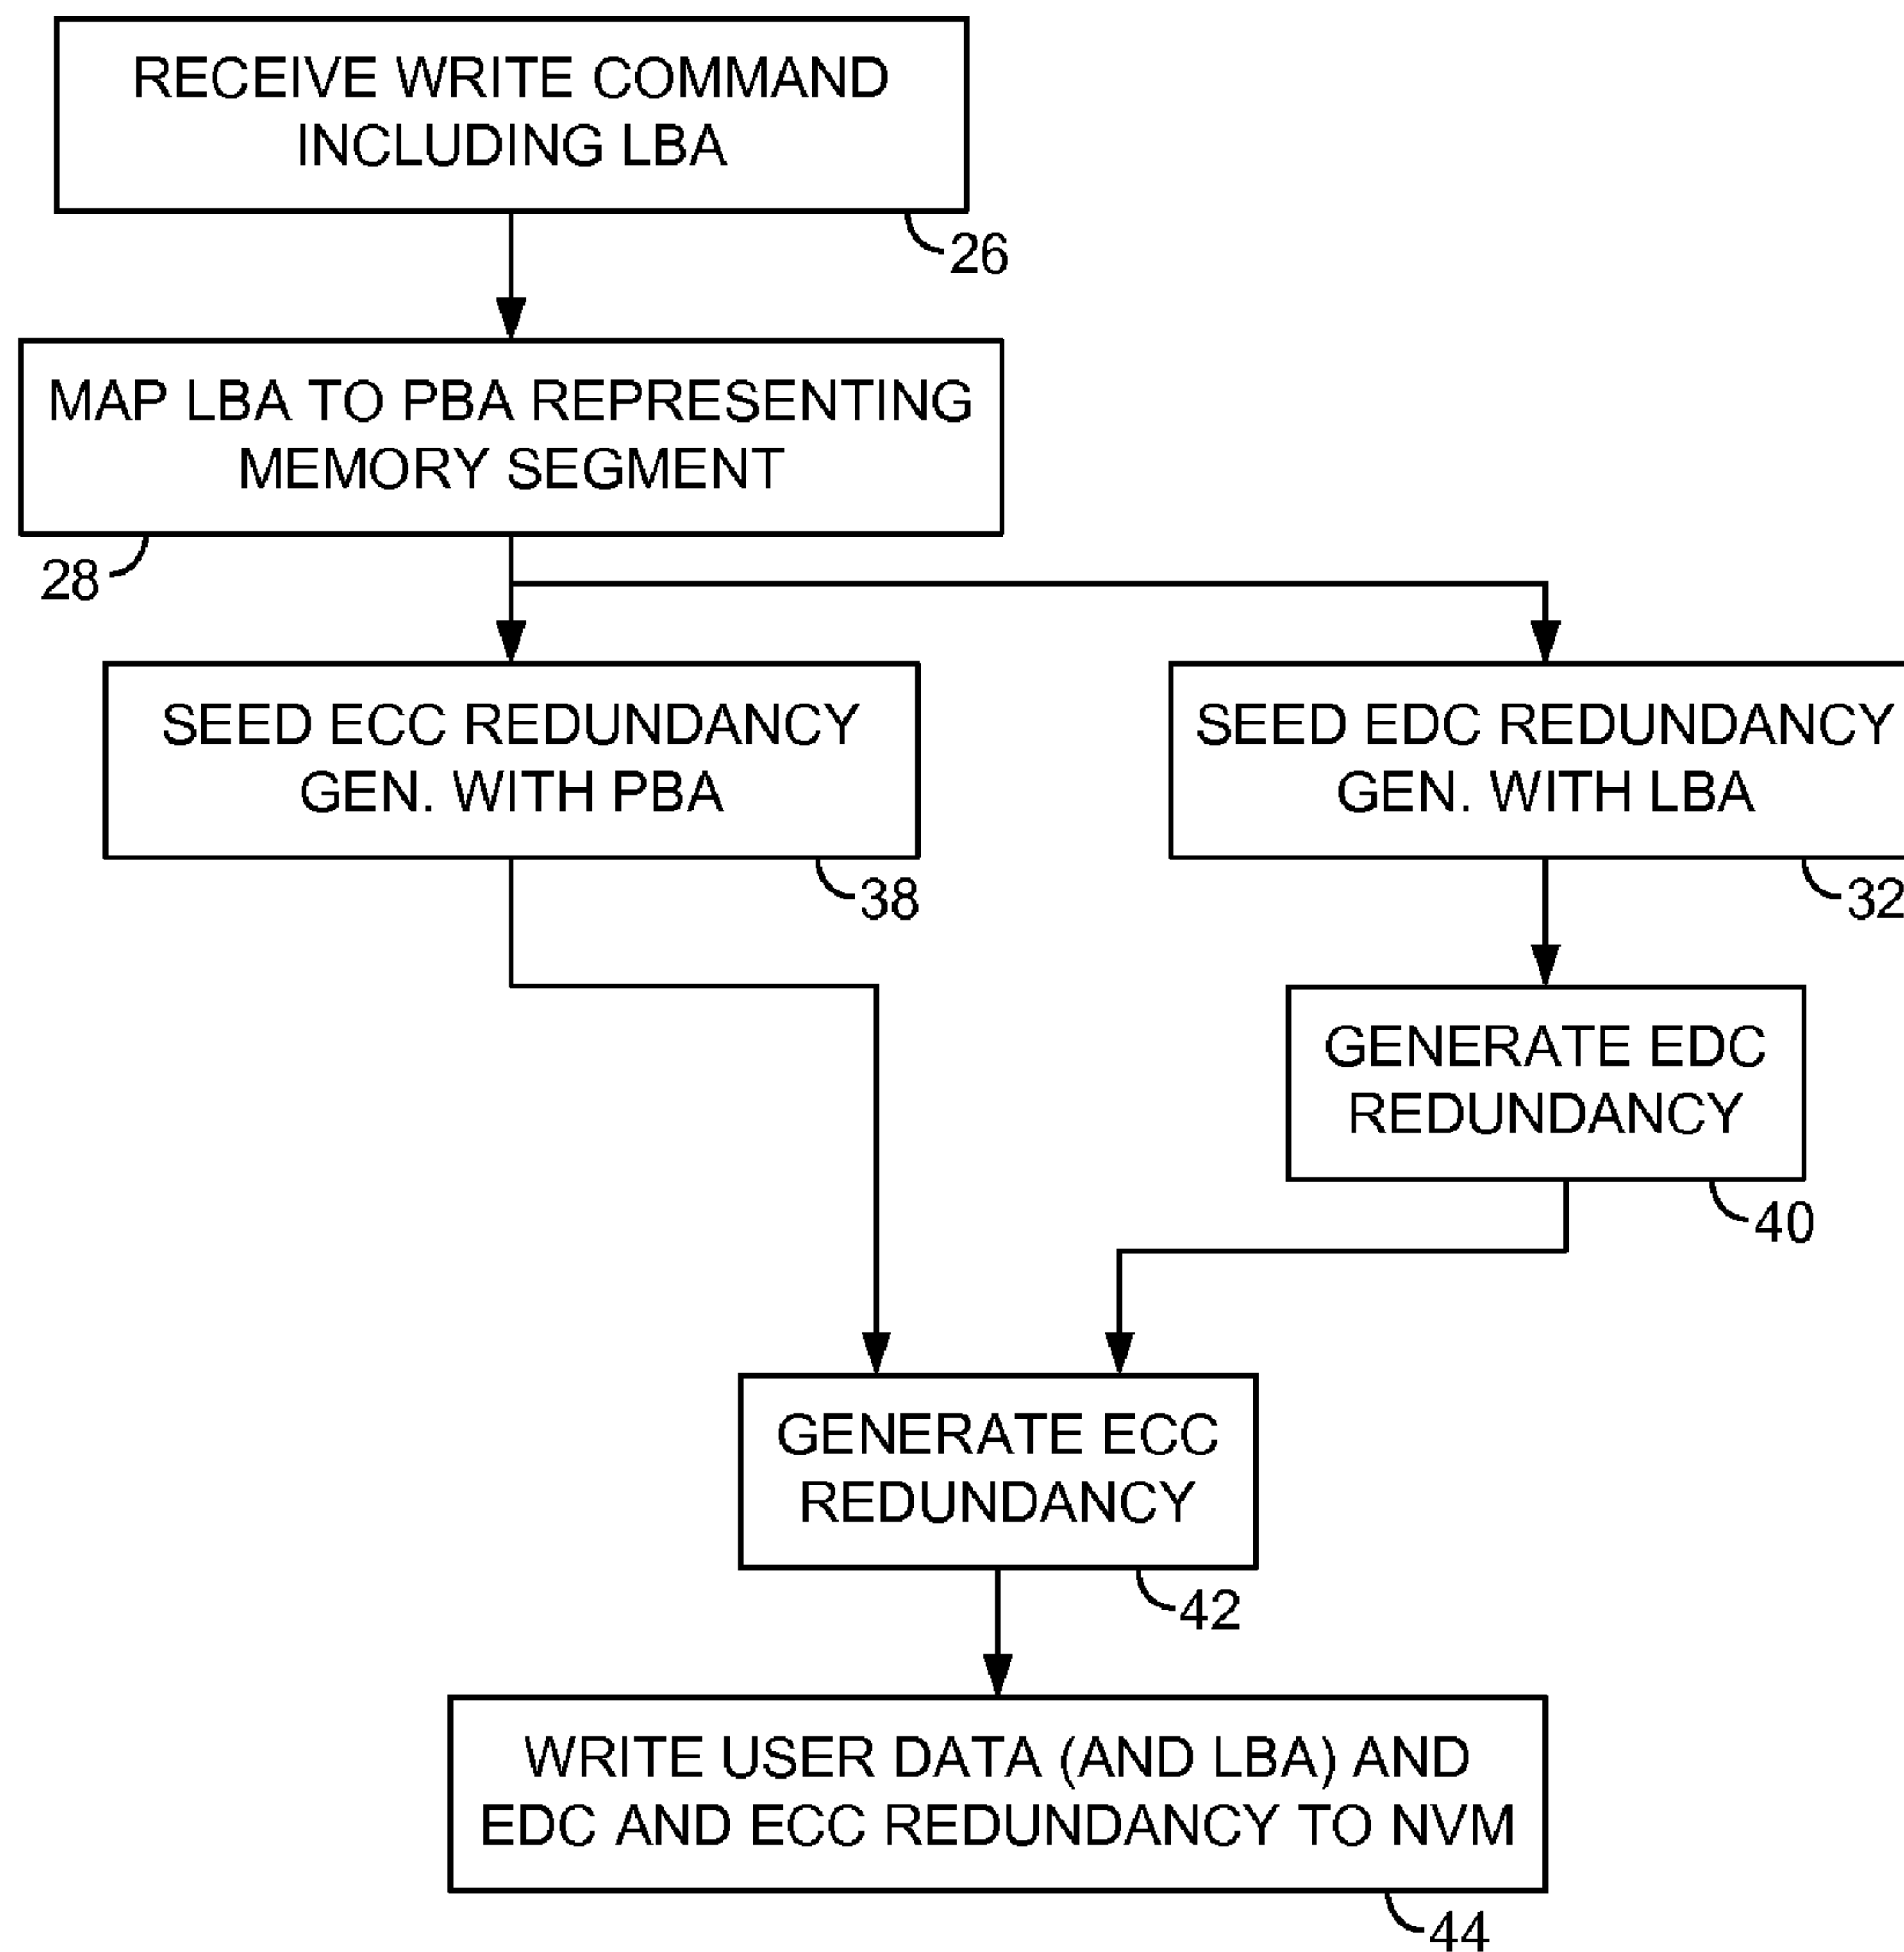 RECEIVE WRITE COMMAND
INCLUDING LBA
26
MAP LBA TO PBA REPRESENTING
MEMORY SEGMENT
28
SEED ECC REDUNDANCY
GEN. WITH PBA
38
SEED EDC REDUNDANCY
GEN. WITH LBA
32
GENERATE EDC
REDUNDANCY
40
GENERATE ECC
REDUNDANCY
42
WRITE USER DATA (AND LBA) AND
EDC AND ECC REDUNDANCY TO NVM
44